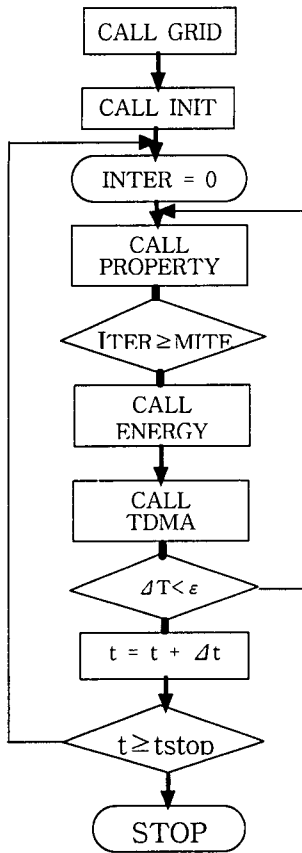 CALL GRID
CALL INIT
INTER = 0
CALL
PROPERTY
ITER ≥ MITE
CALL
ENERGY
CALL
TDMA
ΔT < ε
t = t + Δt
t ≥ tstop
STOP